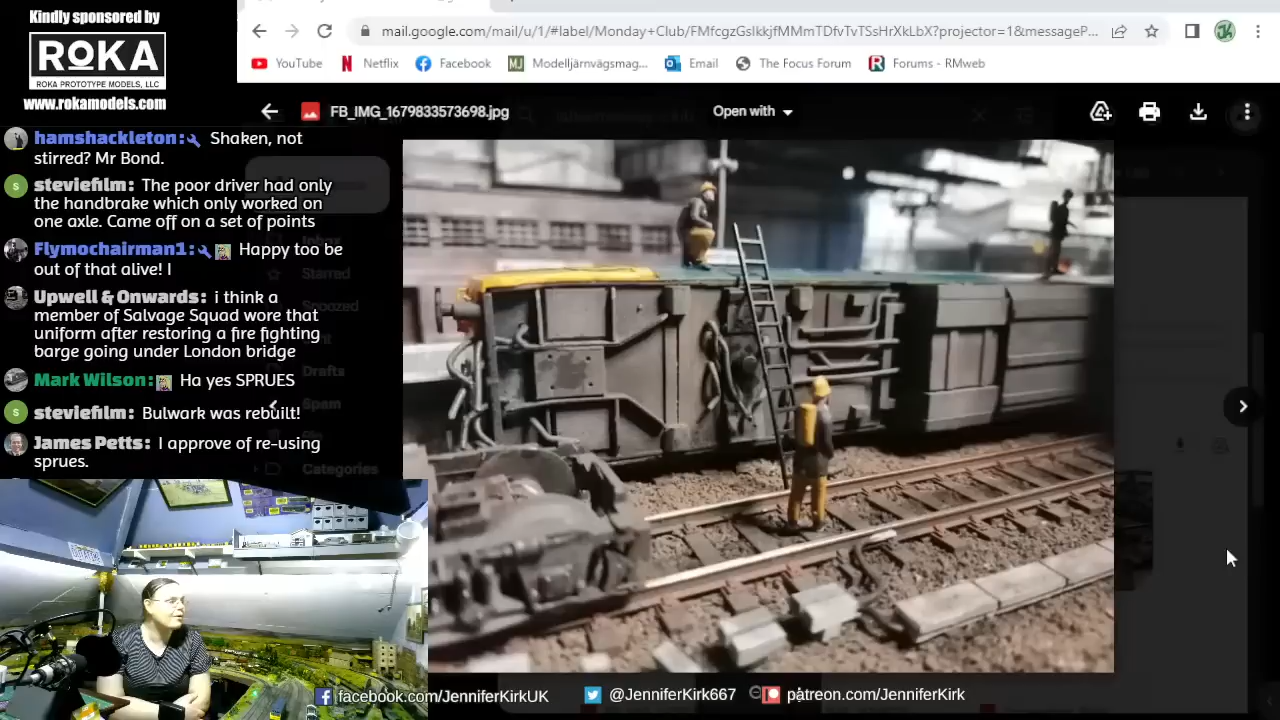 Kindly sponsored by
ROKA
ROKA PROTOTYPE MODELS, LLC
www.rokamodels.com
mail.google.com/mail/u/1/#label/Monday+Club/FMfcgzGslkkjfMMmTDfvTvTSsHrXkLbX?projector=1&messageP...
YouTube
Netflix
Facebook
Modelljärnvägsmag...
Email
The Focus Forum
Forums - RMweb
FB_IMG_1679833573698.jpg
Open with
hamshackleton: Shaken, not
stirred? Mr Bond.
steviefilm: The poor driver had only
the handbrake which only worked on
one axle. Came off on a set of points
Flymochairman1: Happy too be
out of that alive! I
Upwell & Onwards: i think a
member of Salvage Squad wore that
uniform after restoring a fire fighting
barge going under London bridge
Mark Wilson: Ha yes SPRUES
steviefilm: Bulwark was rebuilt!
James Petts: I approve of re-using
sprues.
Starred
Snoozed
Drafts
Spam
Categories
facebook.com/JenniferKirkUK
@JenniferKirk667
patreon.com/JenniferKirk